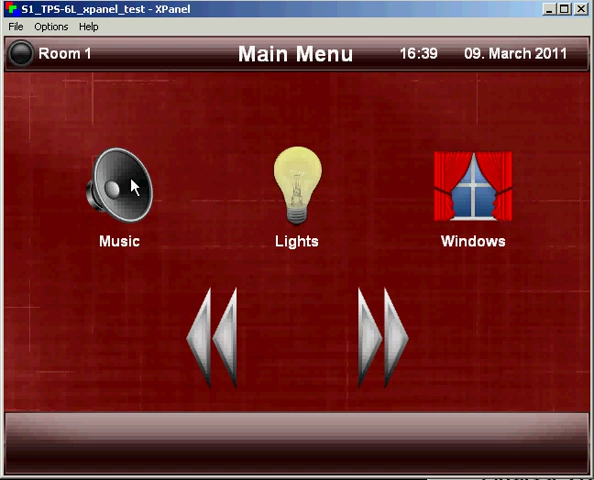 S1_TPS-6L_xpanel_test - XPanel
File Options Help
Room 1 Main Menu 16:39 09. March 2011
Music Lights Windows